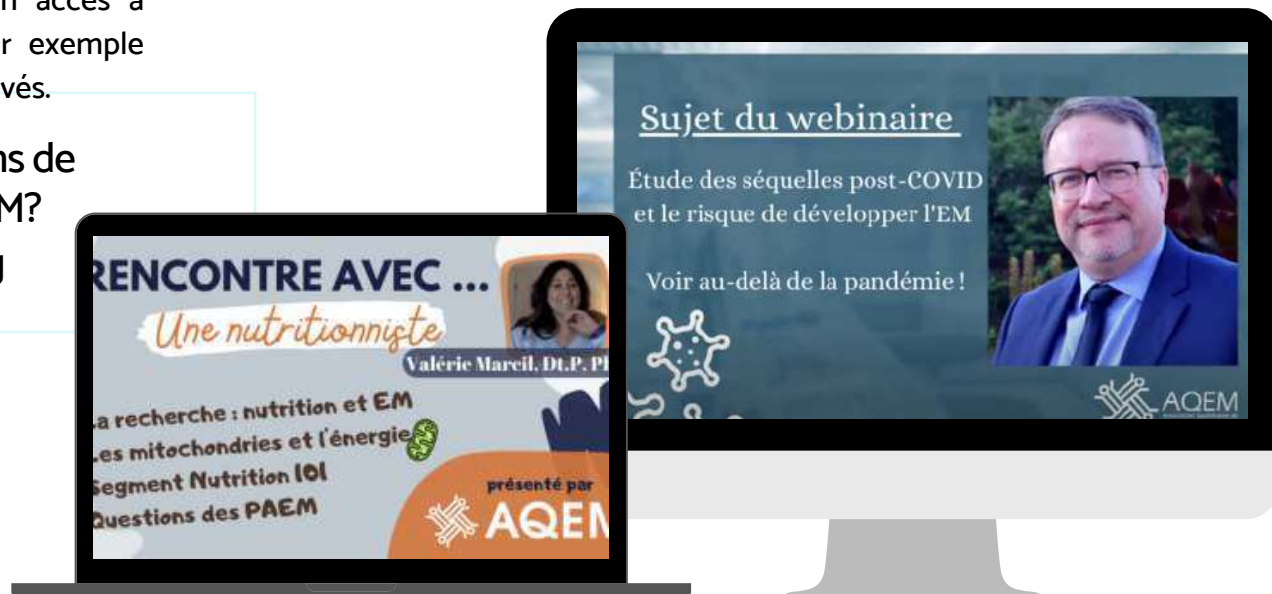 accès à
r exemple
vés.
ns de
M?
RENCONTRE AVEC ...
Une nutritionniste
Valérie Marcil, Dt.P. Ph
La recherche : nutrition et EM
Les mitochondries et l'énergie
Segment Nutrition 101
Questions des PAEM
présenté par
AQEM
Sujet du webinaire
Étude des séquelles post-COVID
et le risque de développer l'EM
Voir au-delà de la pandémie !
AQEM